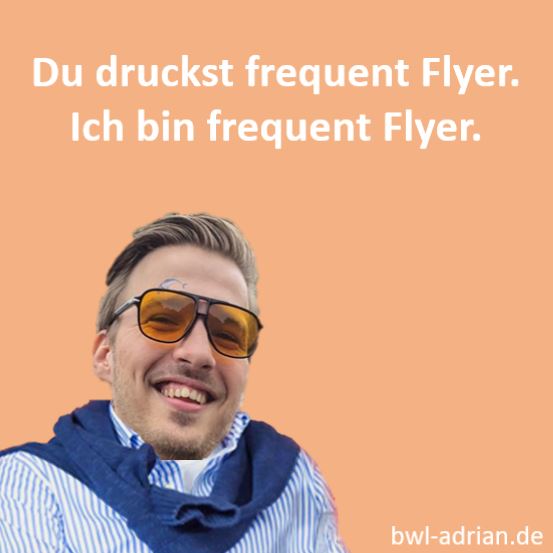 Du druckst frequent Flyer.
Ich bin frequent Flyer.
bwl-adrian.de